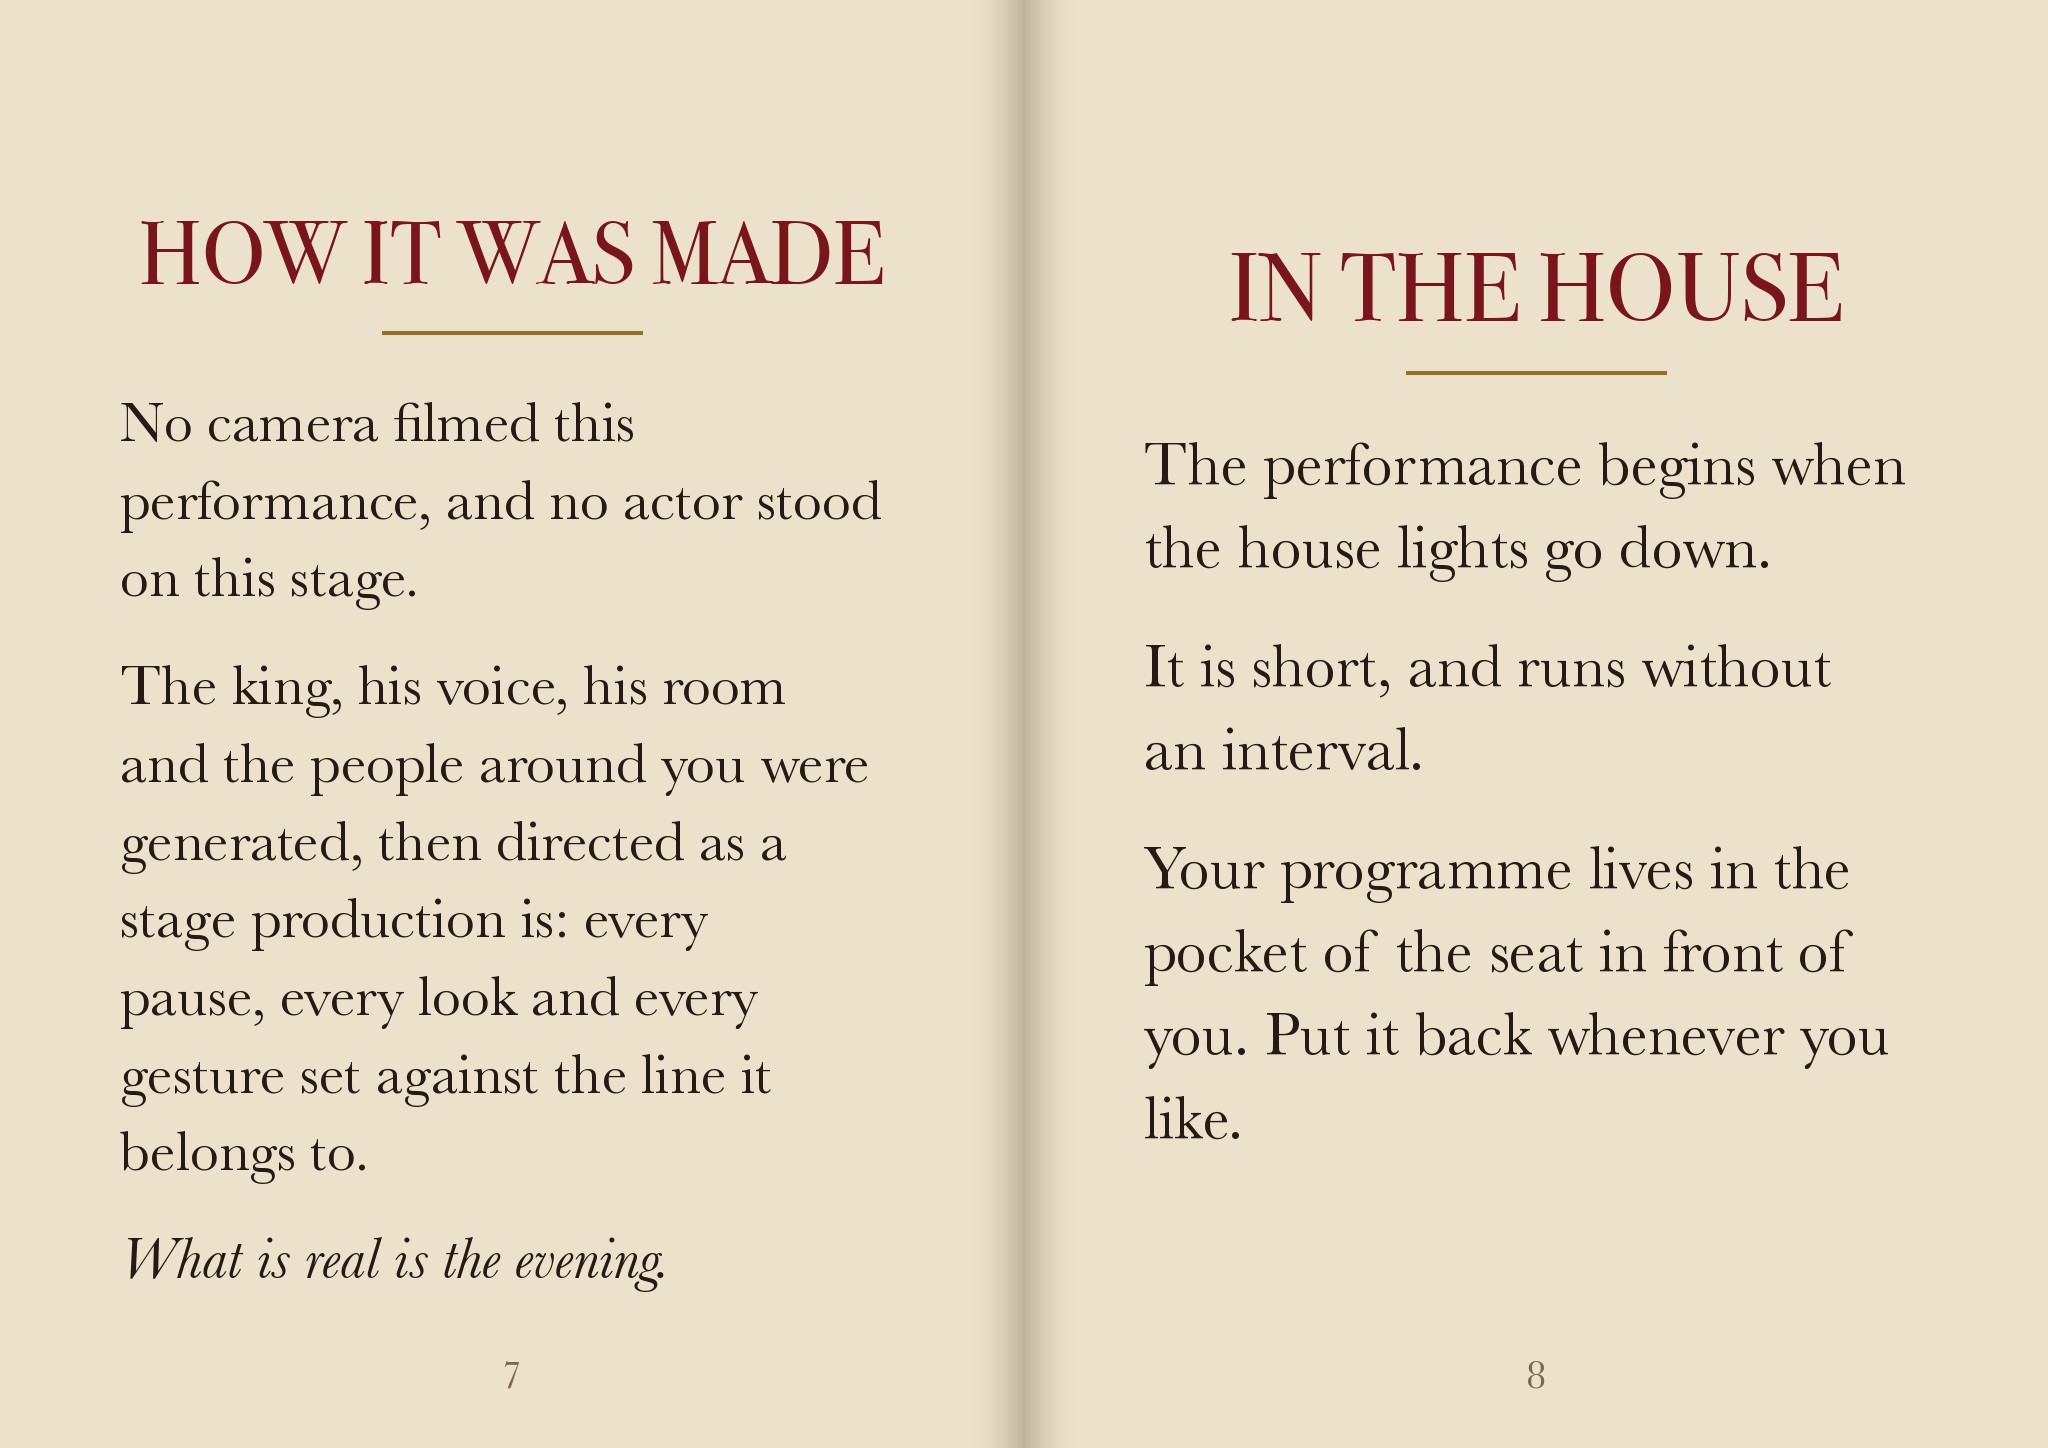 HOW IT WAS MADE
No camera filmed this
performance, and no actor stood
on this stage.
The king, his voice, his room
and the people around you were
generated, then directed as a
stage production is: every
pause, every look and every
gesture set against the line it
belongs to.
What is real is the evening.
7
IN THE HOUSE
The performance begins when
the house lights go down.
It is short, and runs without
an interval.
Your programme lives in the
pocket of the seat in front of
you. Put it back whenever you
like.
8